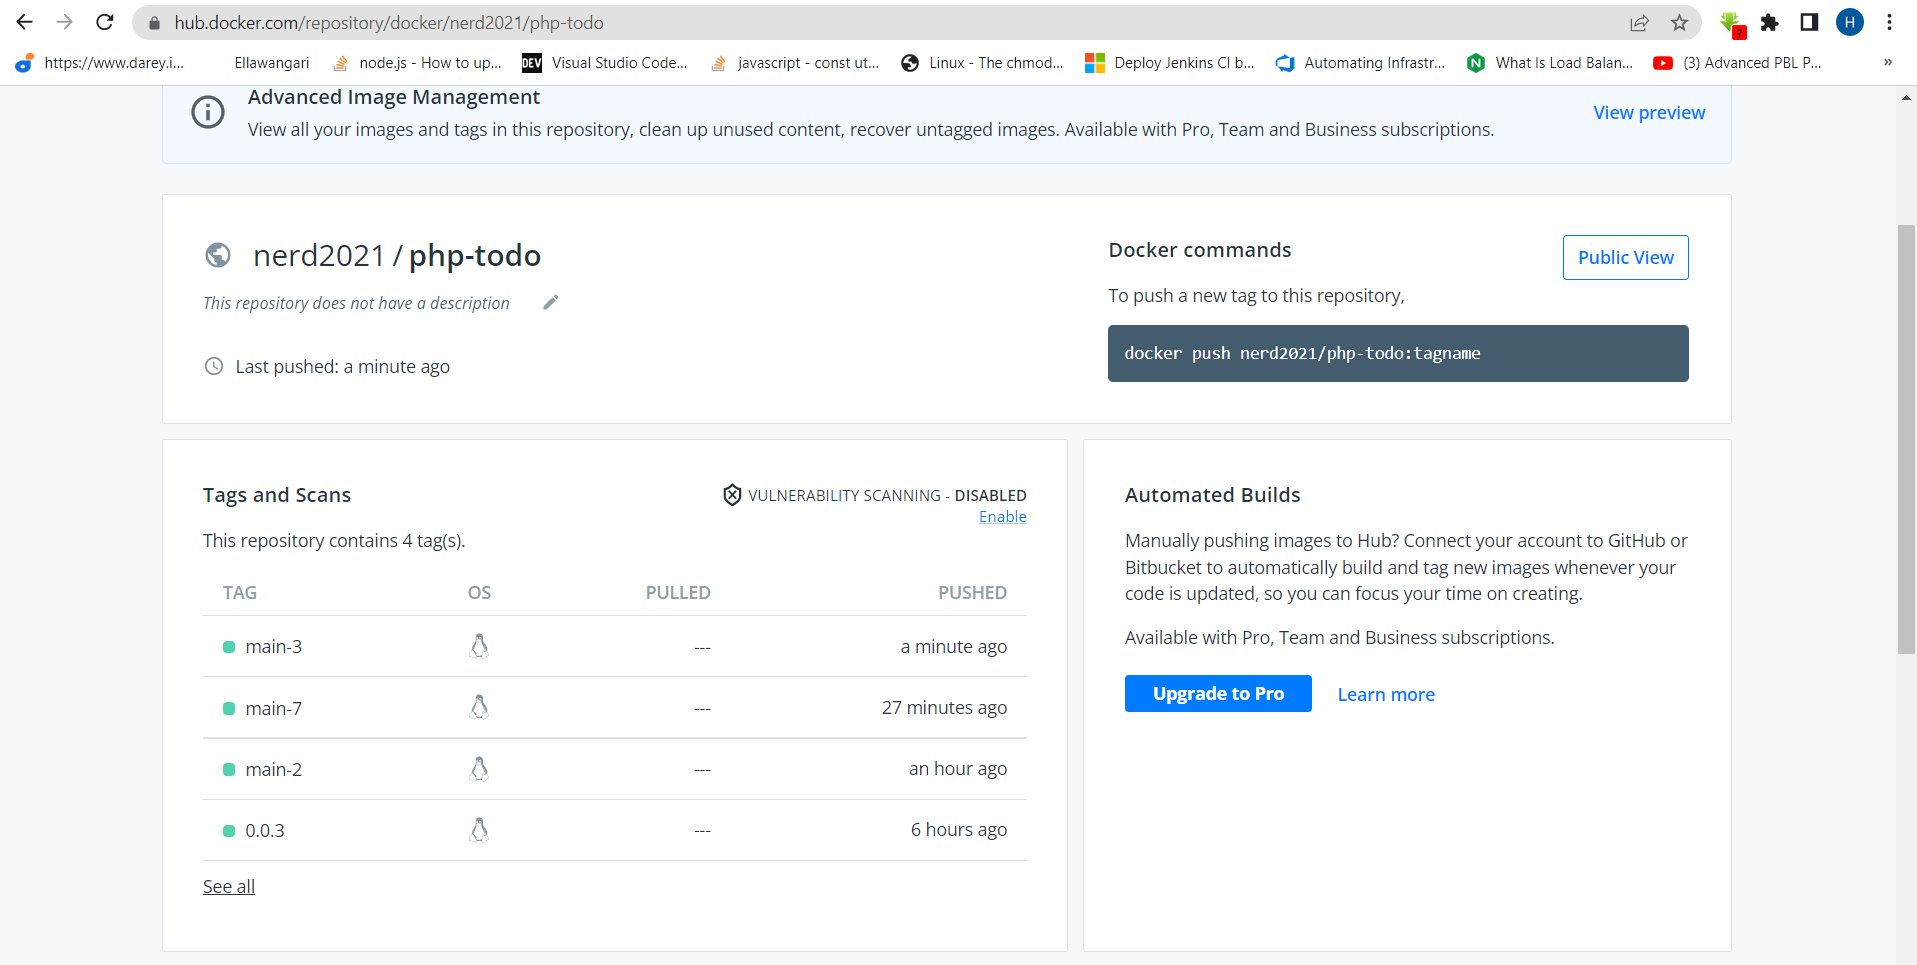 hub.docker.com/repository/docker/nerd2021/php-todo
?
H
https://www.darey.i...
Ellawangari
node.js - How to up...
DEV
Visual Studio Code...
javascript - const ut...
Linux - The chmod...
Deploy Jenkins CI b...
Automating Infrastr...
N
What Is Load Balan...
(3) Advanced PBL P...
»
Advanced Image Management
View all your images and tags in this repository, clean up unused content, recover untagged images. Available with Pro, Team and Business subscriptions.
View preview
nerd2021 / php-todo
This repository does not have a description
Last pushed: a minute ago
Docker commands
Public View
To push a new tag to this repository,
docker push nerd2021/php-todo:tagname
Tags and Scans
VULNERABILITY SCANNING - DISABLED
Enable
This repository contains 4 tag(s).
TAG OS PULLED PUSHED
main-3 --- a minute ago
main-7 --- 27 minutes ago
main-2 --- an hour ago
0.0.3 --- 6 hours ago
See all
Automated Builds
Manually pushing images to Hub? Connect your account to GitHub or
Bitbucket to automatically build and tag new images whenever your
code is updated, so you can focus your time on creating.
Available with Pro, Team and Business subscriptions.
Upgrade to Pro
Learn more